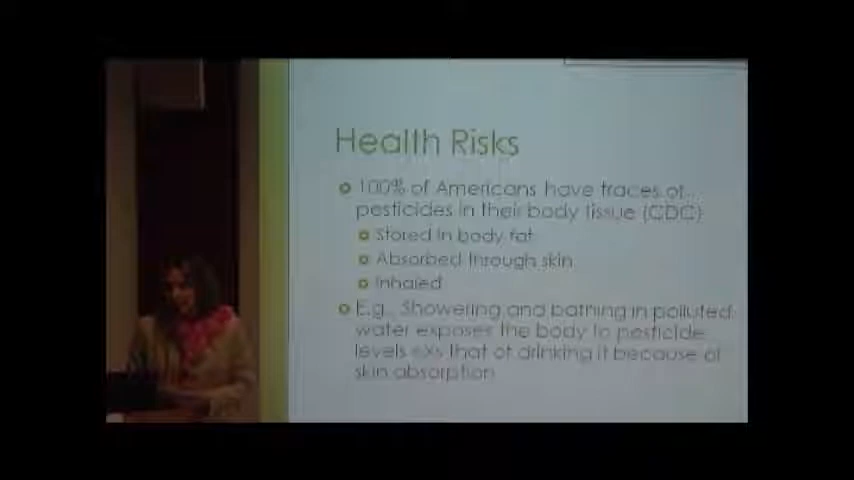 Health Risks
100% of Americans have traces of
pesticides in their body tissue (CDC)
Stored in body fat
Absorbed through skin
Inhaled
E.g., Showering and bathing in polluted
water exposes the body to pesticide
levels 6Xs that of drinking it because of
skin absorption